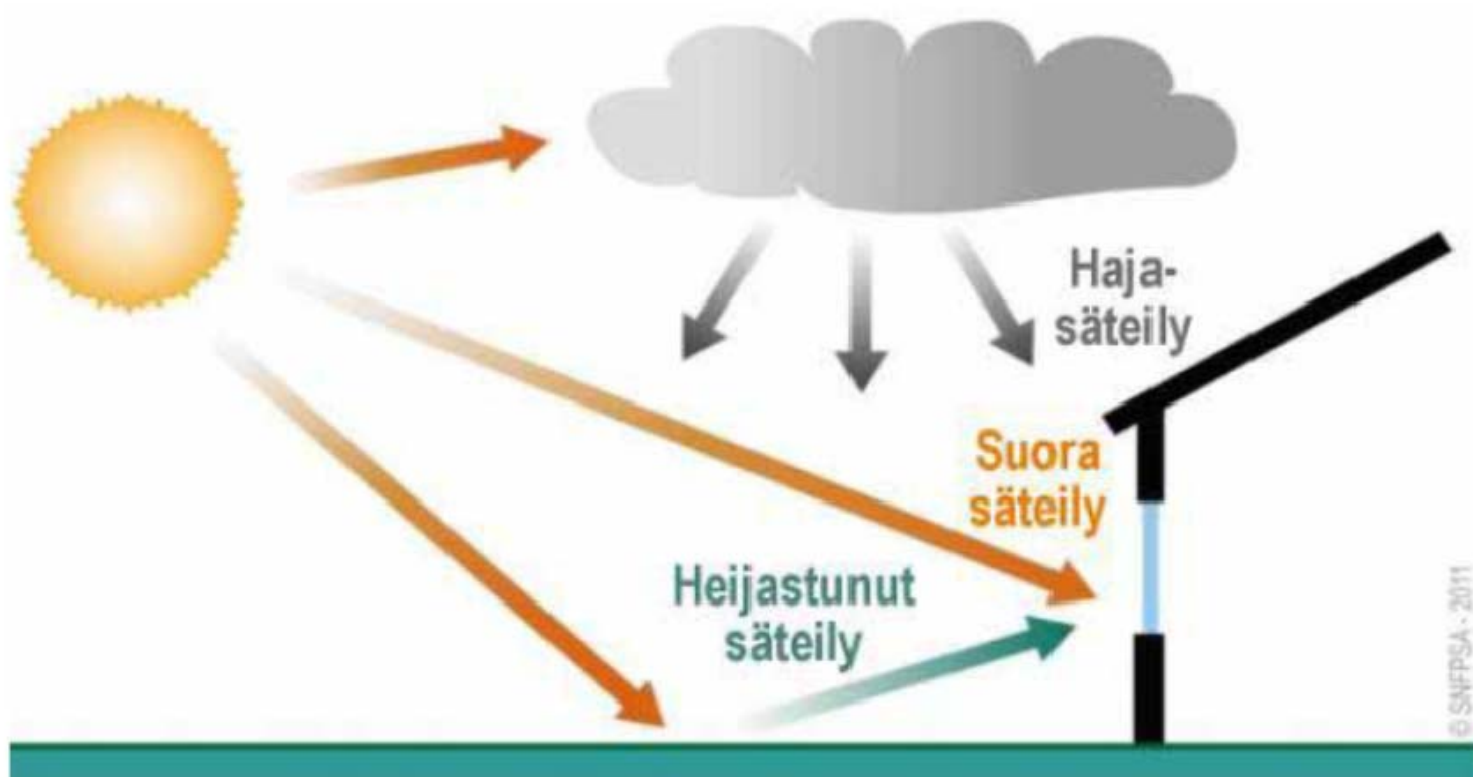 Haja-
säteily
Suora
säteily
Heijastunut
säteily
© SNFPSA - 2011